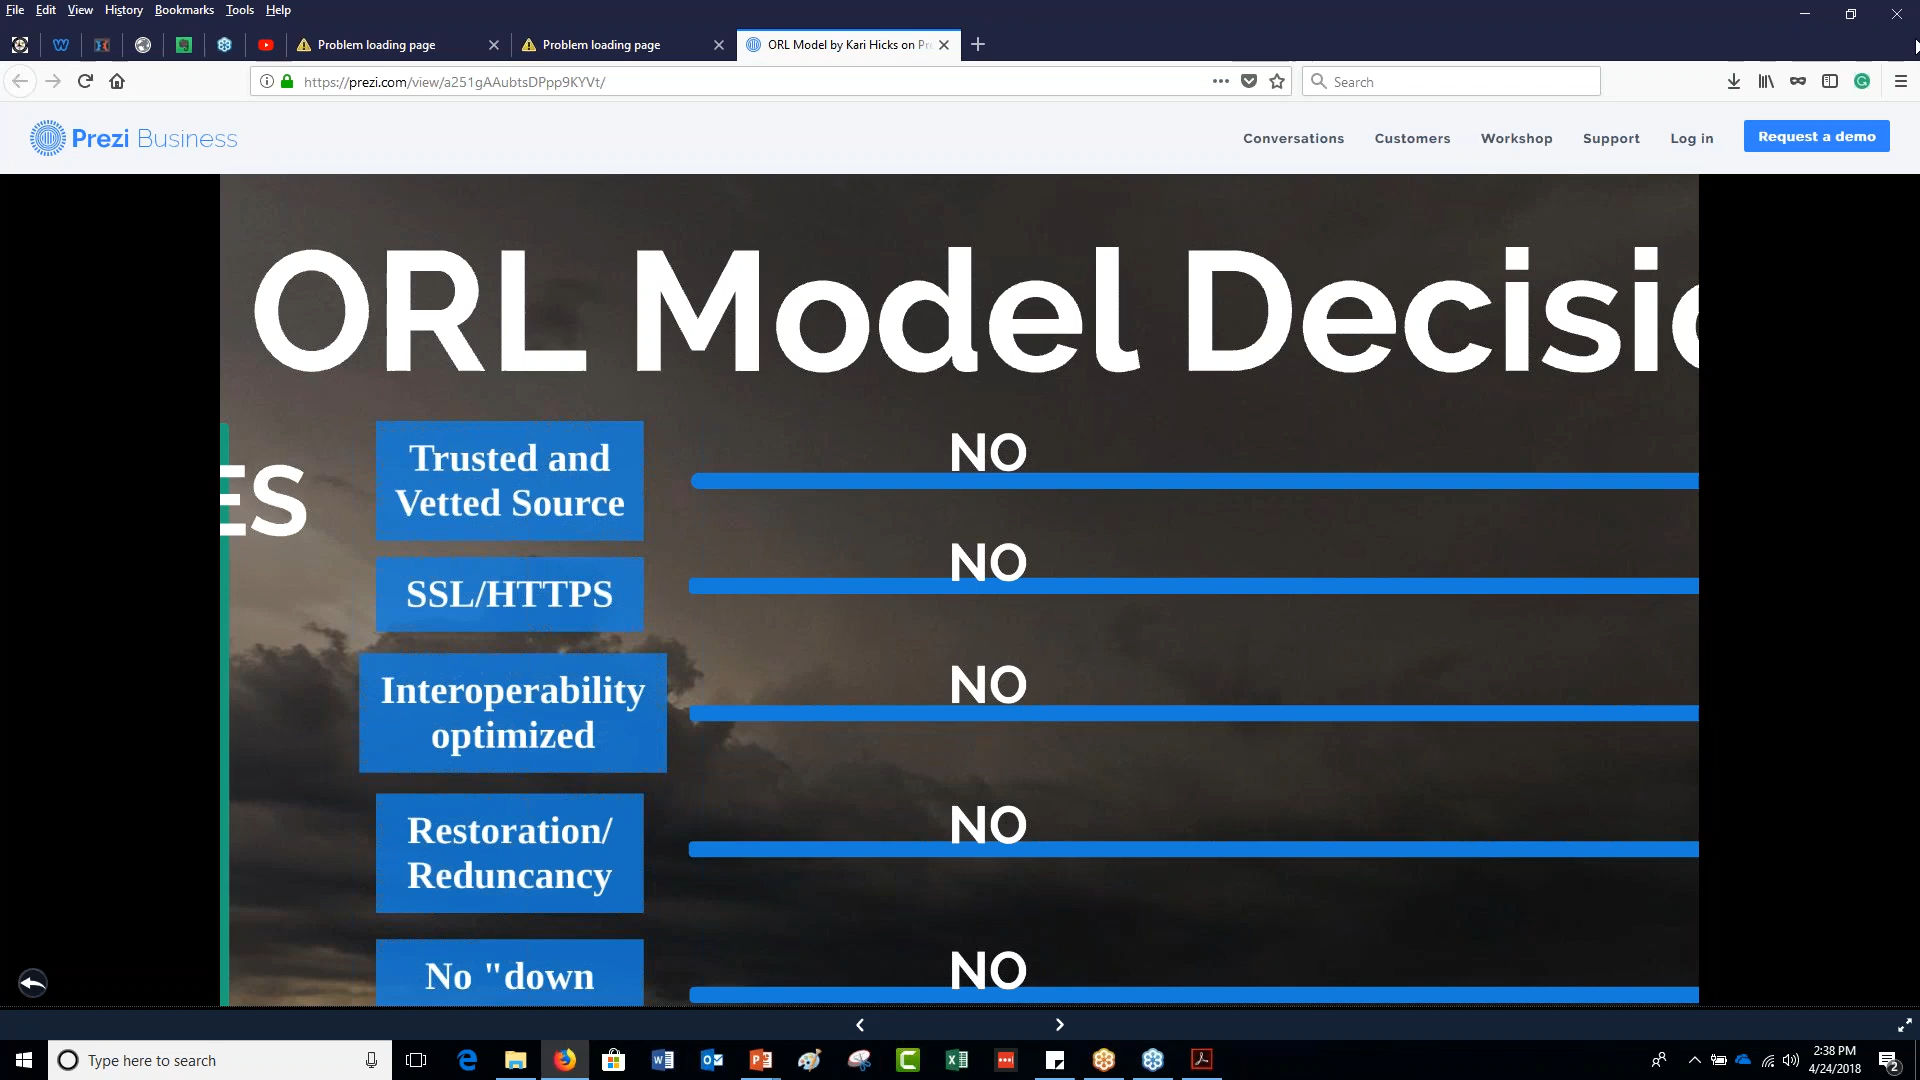 File Edit View History Bookmarks Tools Help
Problem loading page
Problem loading page
ORL Model by Kari Hicks on Pre
https://prezi.com/view/a251gAAubtsDPpp9KYVt/
Search
Prezi Business
Conversations Customers Workshop Support Log in Request a demo
ORL Model Decisio
ES
Trusted and
Vetted Source
NO
SSL/HTTPS
NO
Interoperability
optimized
NO
Restoration/
Reduncancy
NO
No "down
NO
Type here to search
2:38 PM
4/24/2018
2